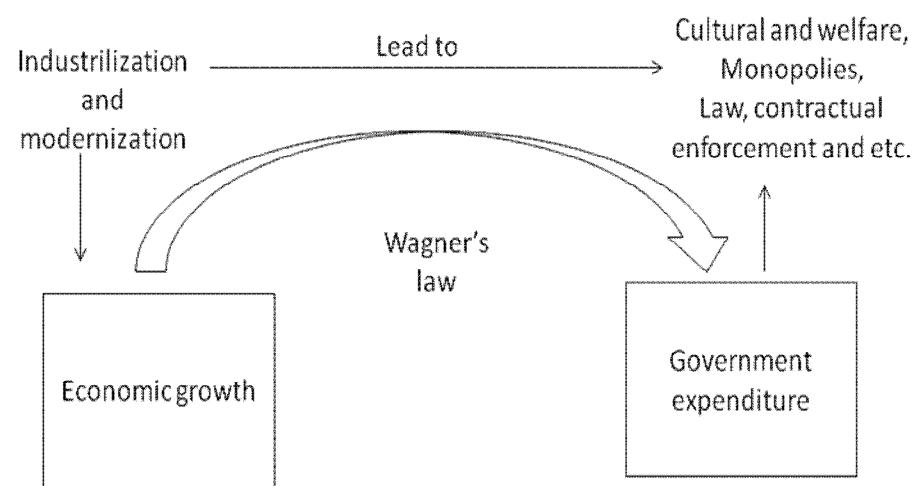 Industrilization
and
modernization
Lead to
Cultural and welfare,
Monopolies,
Law, contractual
enforcement and etc.
Wagner's
law
Economic growth
Government
expenditure